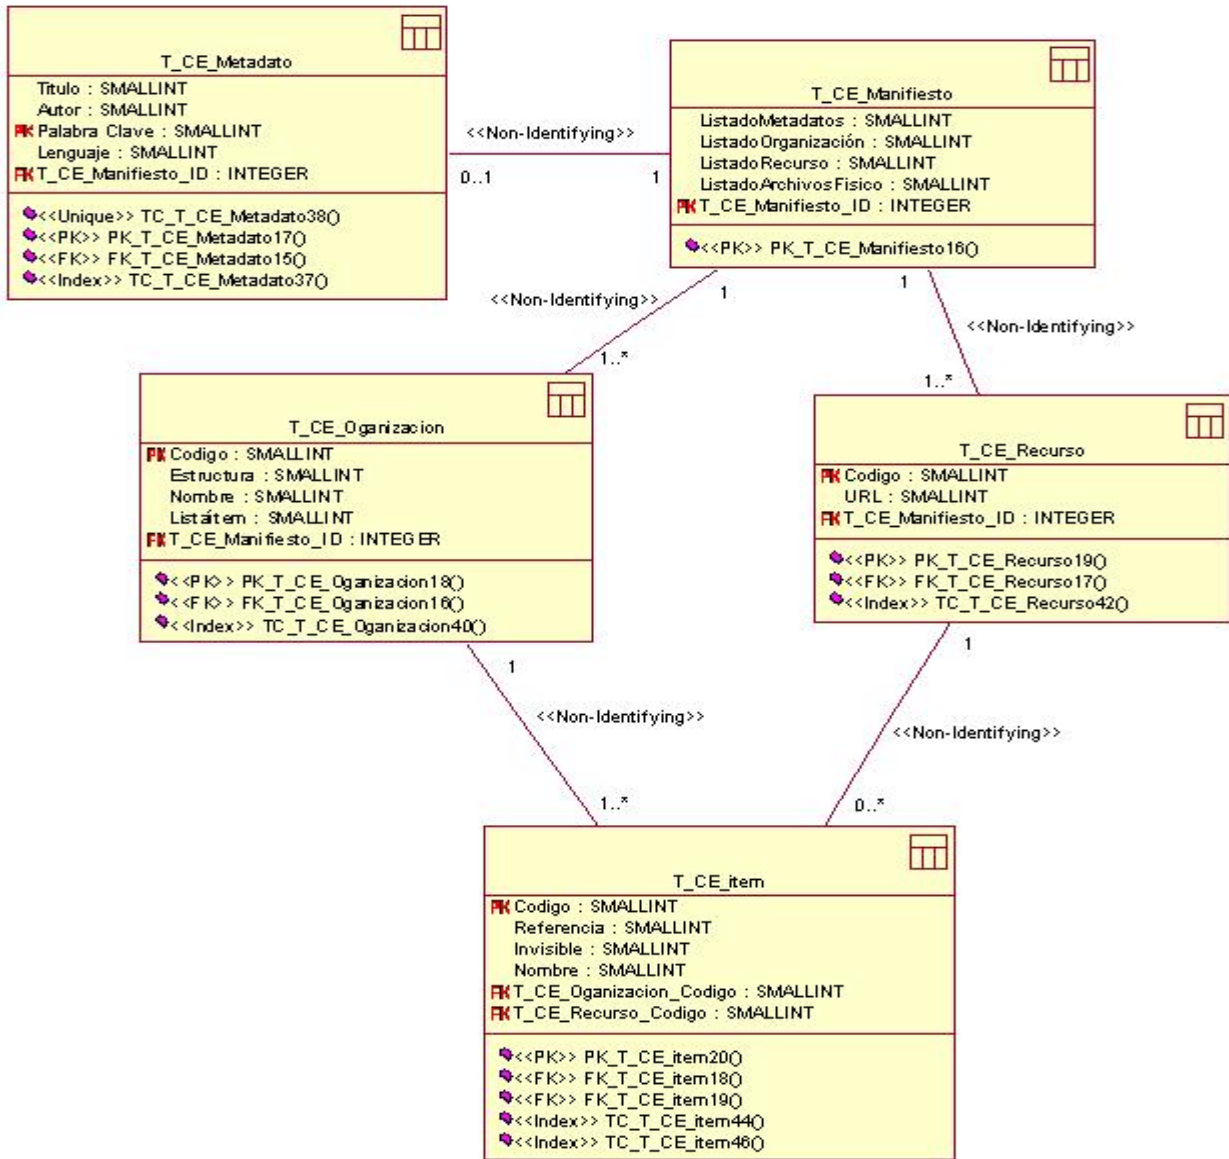 T_CE_Metadato
Titulo : SMALLINT
Autor : SMALLINT
PK Palabra Clave : SMALLINT
Lenguaje : SMALLINT
FK T_CE_Manifiesto_ID : INTEGER
<<Unique>> TC_T_CE_Metadato38()
<<PK>> PK_T_CE_Metadato17()
<<FK>> FK_T_CE_Metadato15()
<<Index>> TC_T_CE_Metadato37()
<<Non-Identifying>>
0..1
1
T_CE_Manifiesto
ListadoMetadatos : SMALLINT
ListadoOrganización : SMALLINT
ListadoRecurso : SMALLINT
ListadoArchivosFisico : SMALLINT
PK T_CE_Manifiesto_ID : INTEGER
<<PK>> PK_T_CE_Manifiesto16()
<<Non-Identifying>>
1
1..*
1
<<Non-Identifying>>
1..*
T_CE_Oganizacion
PK Codigo : SMALLINT
Estructura : SMALLINT
Nombre : SMALLINT
Listaítem : SMALLINT
FK T_CE_Manifiesto_ID : INTEGER
<<PK>> PK_T_CE_Oganizacion18()
<<FK>> FK_T_CE_Oganizacion16()
<<Index>> TC_T_CE_Oganizacion40()
T_CE_Recurso
PK Codigo : SMALLINT
URL : SMALLINT
FK T_CE_Manifiesto_ID : INTEGER
<<PK>> PK_T_CE_Recurso19()
<<FK>> FK_T_CE_Recurso17()
<<Index>> TC_T_CE_Recurso42()
1
<<Non-Identifying>>
1..*
1
<<Non-Identifying>>
0..*
T_CE_item
PK Codigo : SMALLINT
Referencia : SMALLINT
Invisible : SMALLINT
Nombre : SMALLINT
FK T_CE_Oganizacion_Codigo : SMALLINT
FK T_CE_Recurso_Codigo : SMALLINT
<<PK>> PK_T_CE_item20()
<<FK>> FK_T_CE_item18()
<<FK>> FK_T_CE_item19()
<<Index>> TC_T_CE_item44()
<<Index>> TC_T_CE_item46()